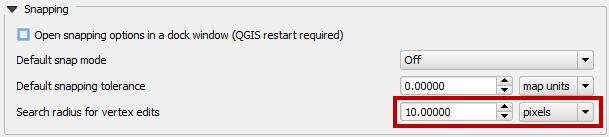 Snapping
Open snapping options in a dock window (QGIS restart required)
Default snap mode Off
Default snapping tolerance 0.00000 map units
Search radius for vertex edits 10.00000 pixels